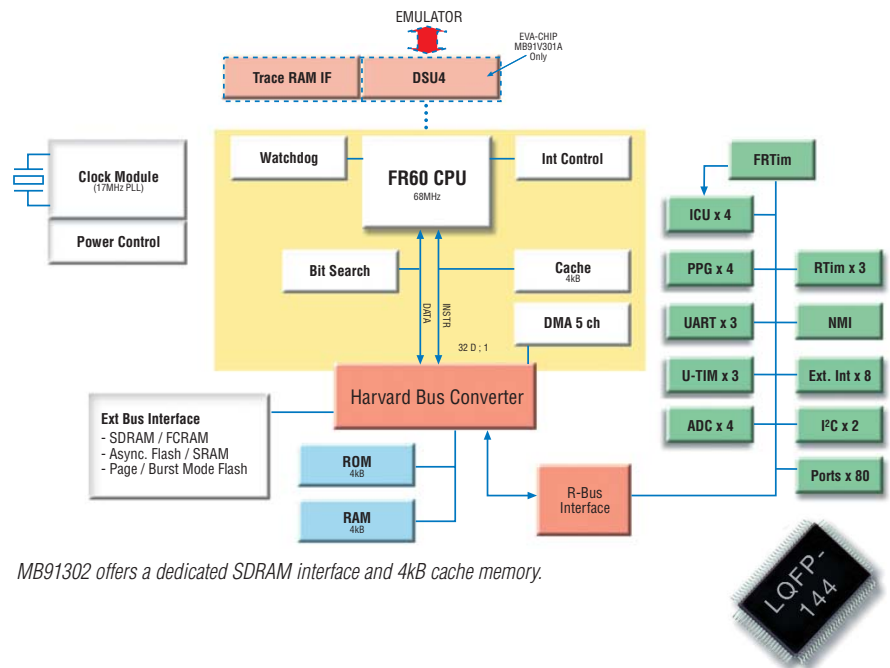 EMULATOR
EVA-CHIP
MB91V301A
Only
Trace RAM IF
DSU4
Clock Module
(17MHz PLL)
Power Control
Watchdog
FR60 CPU
68MHz
Int Control
Bit Search
Cache
4kB
DATA
INSTR
DMA 5 ch
32 D ; 1
Harvard Bus Converter
Ext Bus Interface
- SDRAM / FCRAM
- Async. Flash / SRAM
- Page / Burst Mode Flash
ROM
4kB
RAM
4kB
R-Bus
Interface
FRTim
ICU x 4
PPG x 4
RTim x 3
UART x 3
NMI
U-TIM x 3
Ext. Int x 8
ADC x 4
I²C x 2
Ports x 80
MB91302 offers a dedicated SDRAM interface and 4kB cache memory.
LQFP-
144